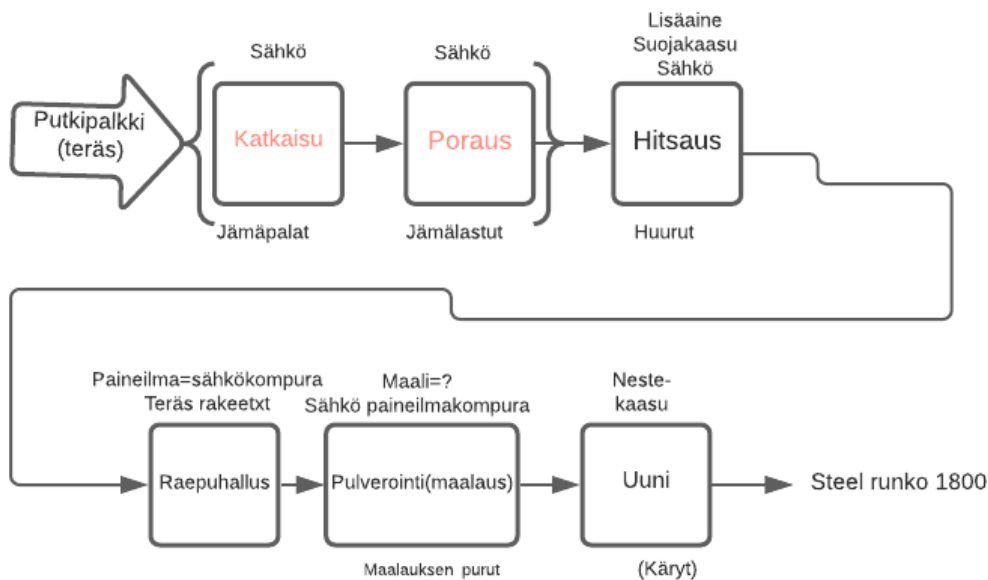 Putkipalkki
(teräs)
Sähkö
Katkaisu
Jämäpalat
Sähkö
Poraus
Jämälastut
Lisäaine
Suojakaasu
Sähkö
Hitsaus
Huurut
Paineilma=sähkökompura
Teräs rakeetxt
Raepuhallus
Maali=?
Sähkö paineilmakompura
Pulverointi(maalaus)
Maalauksen purut
Neste-
kaasu
Uuni
(Käryt)
Steel runko 1800